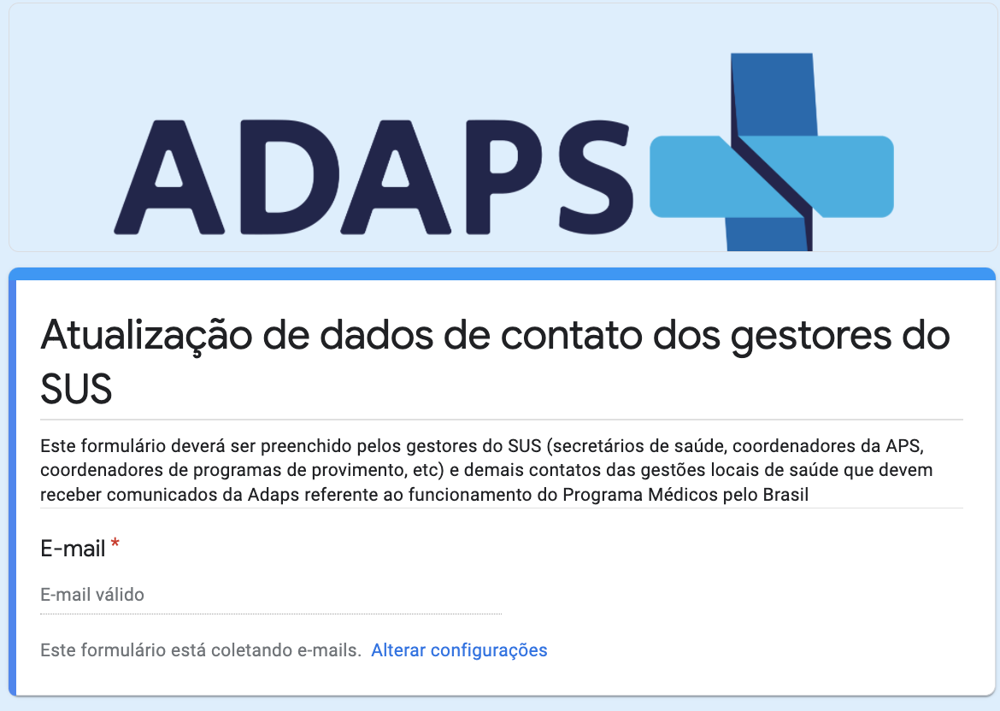 ADAPS
Atualização de dados de contato dos gestores do
SUS
Este formulário deverá ser preenchido pelos gestores do SUS (secretários de saúde, coordenadores da APS,
coordenadores de programas de provimento, etc) e demais contatos das gestões locais de saúde que devem
receber comunicados da Adaps referente ao funcionamento do Programa Médicos pelo Brasil
E-mail *
E-mail válido
Este formulário está coletando e-mails. Alterar configurações